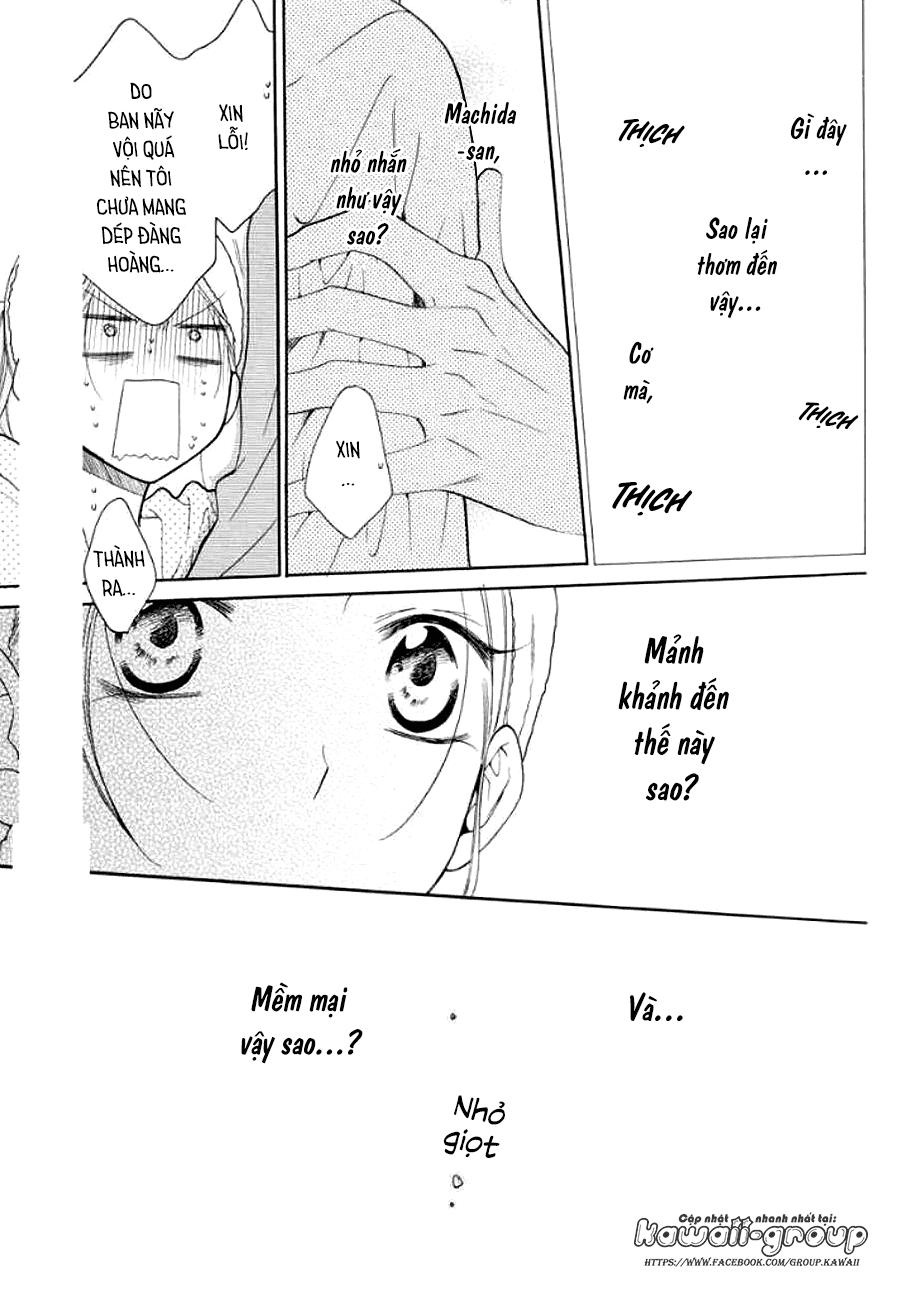 Gì đây
...
THỊCH
Sao lại
thơm đến
vậy...
Cơ
mà,
THỊCH
THỊCH
Machida
-san,
nhỏ nhắn
như vậy
sao?
XIN
...
XIN
LỖI!
DO
BAN NÃY
VỘI QUÁ
NÊN TÔI
CHƯA MANG
DÉP ĐÀNG
HOÀNG...
THÀNH
RA...
Mảnh
khảnh đến
thế này
sao?
Và...
Mềm mại
vậy sao...?
Nhỏ
giọt
Cập nhật nhanh nhất tại:
kawaii-group
HTTPS://WWW.FACEBOOK.COM/GROUP.KAWAII